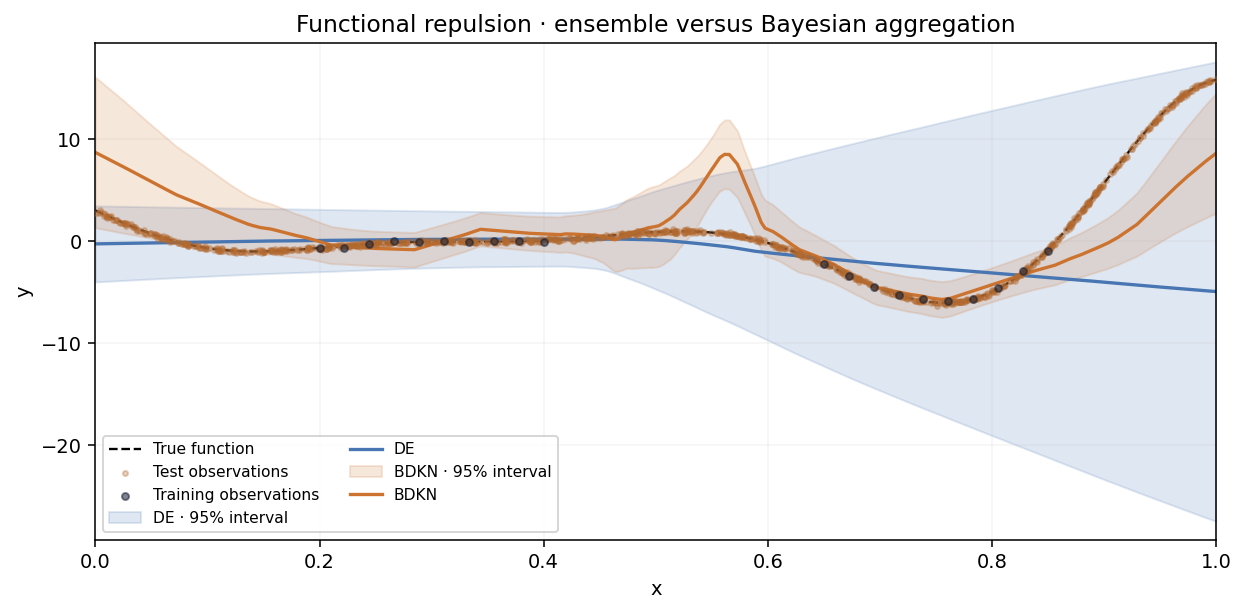 Functional repulsion · ensemble versus Bayesian aggregation
y
10
0
−10
−20
True function
Test observations
Training observations
DE · 95% interval
DE
BDKN · 95% interval
BDKN
0.0 0.2 0.4 0.6 0.8 1.0
x